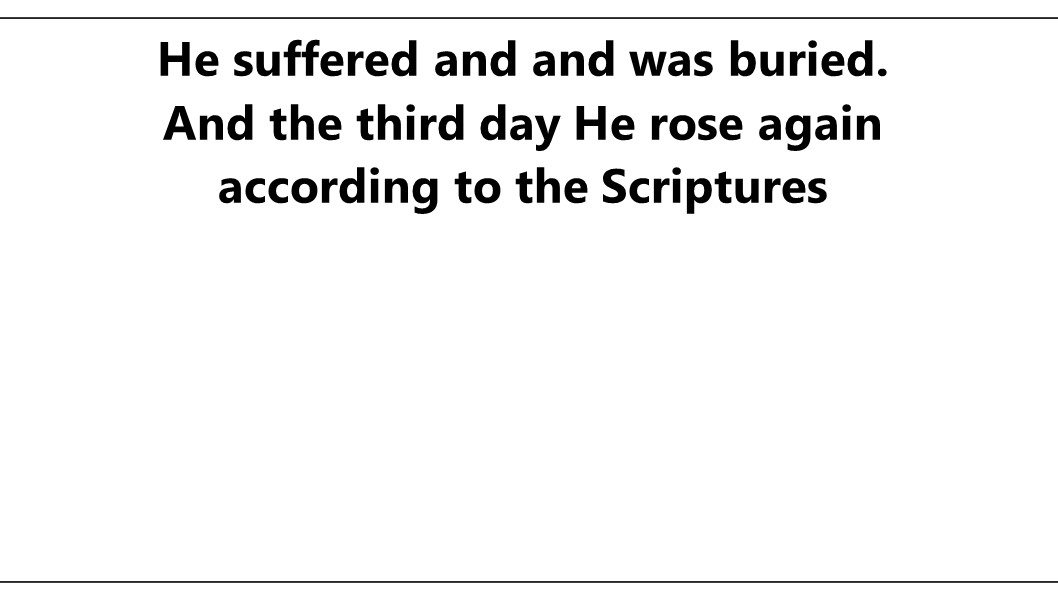 He suffered and and was buried.
And the third day He rose again
according to the Scriptures